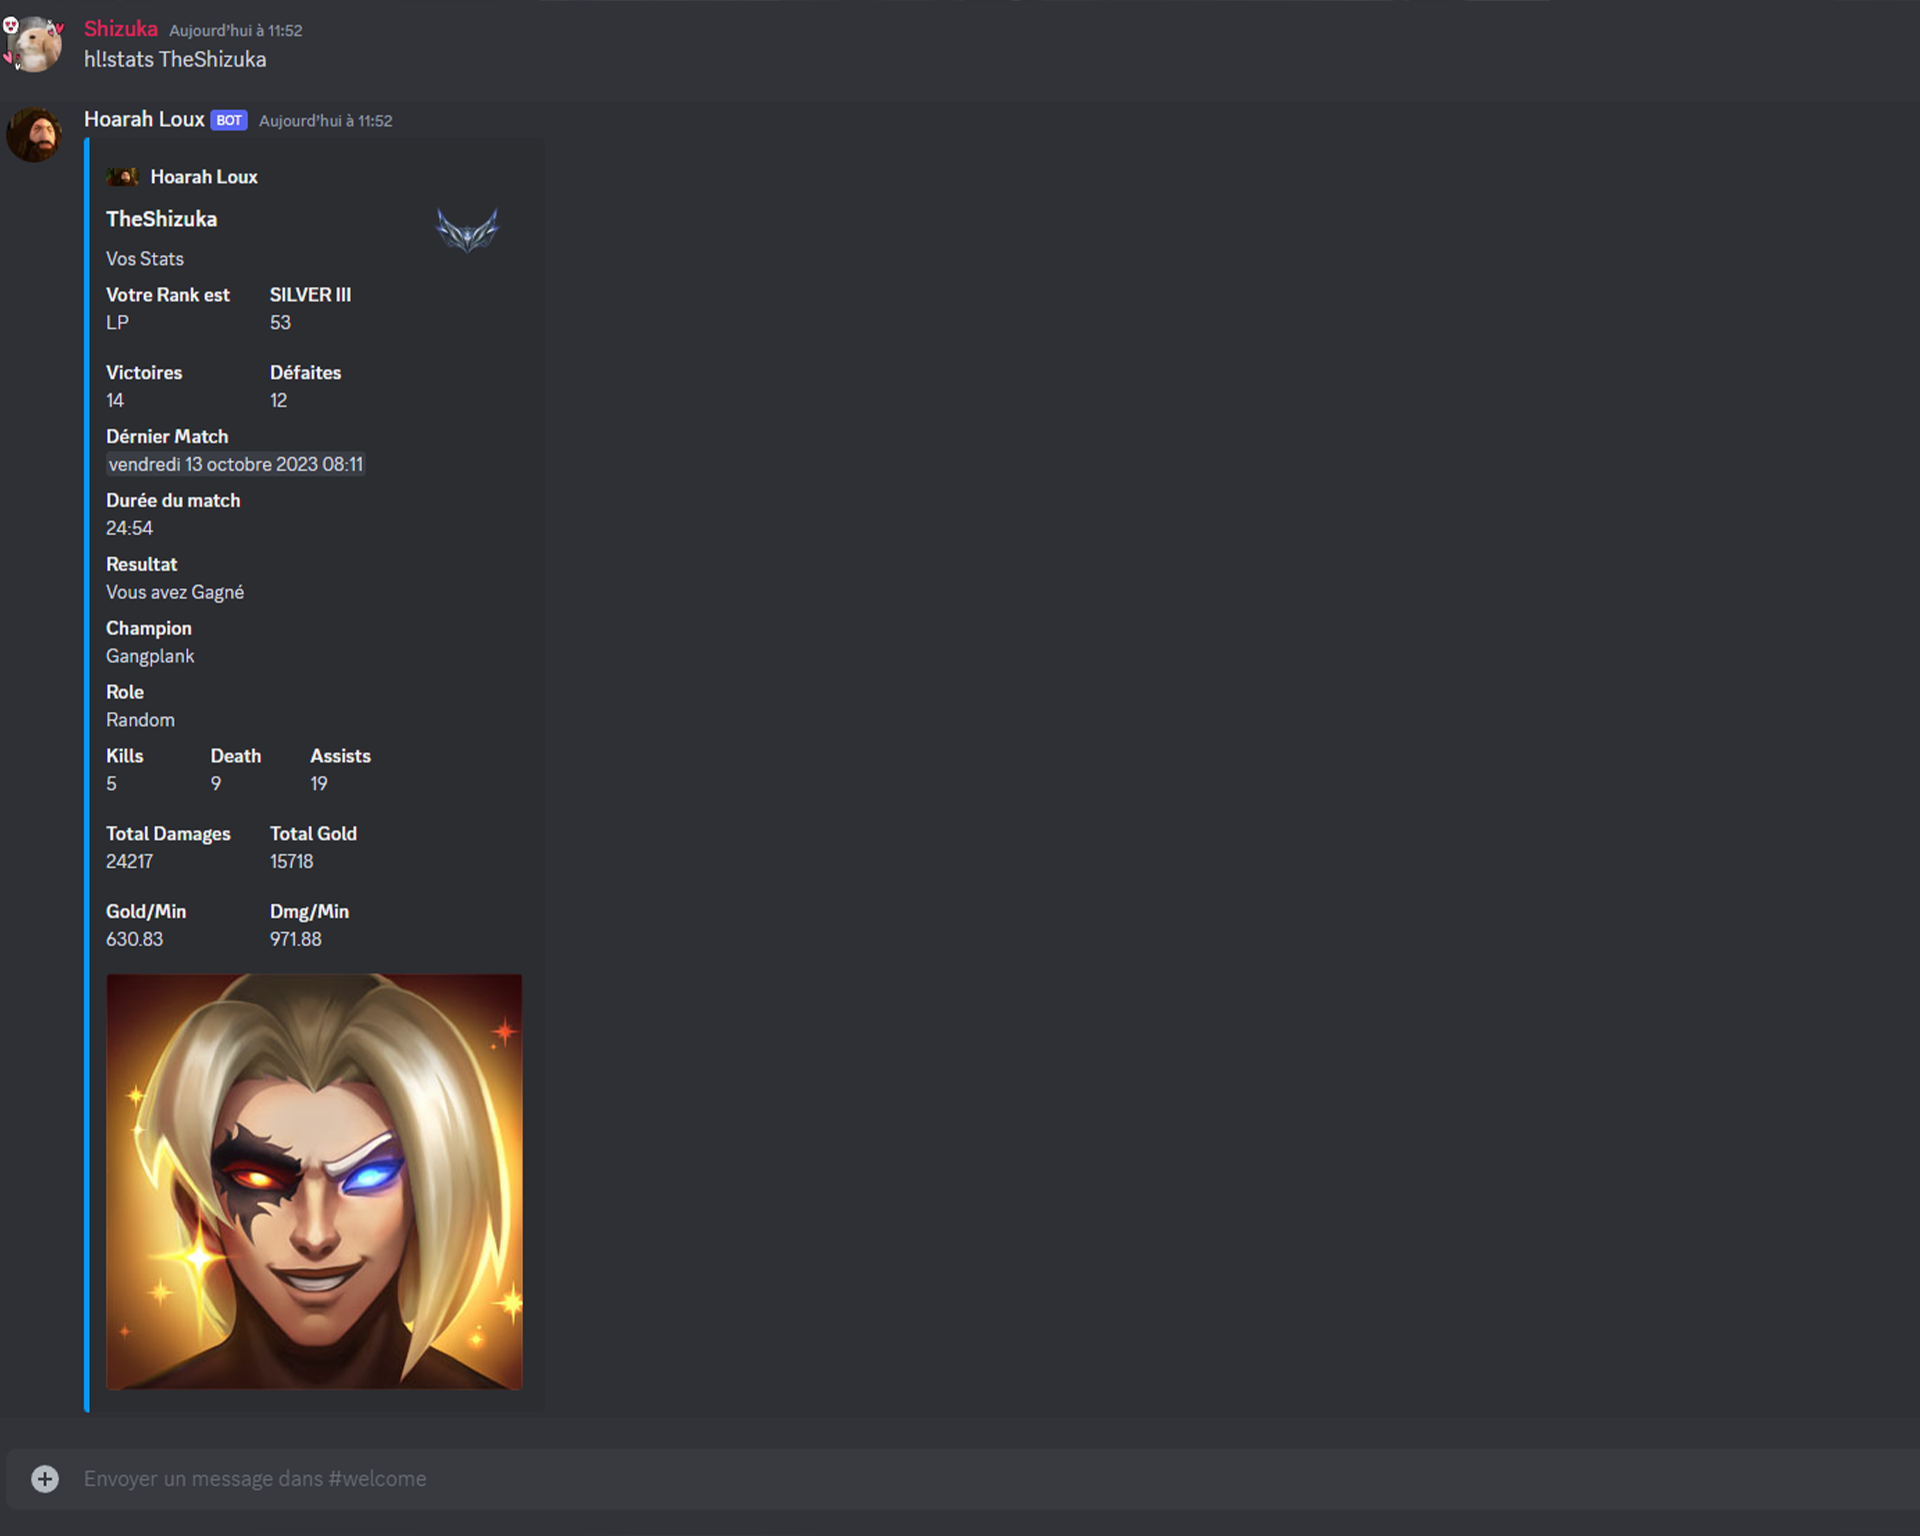 Shizuka Aujourd'hui à 11:52
hl!stats TheShizuka
Hoarah Loux BOT Aujourd'hui à 11:52
Hoarah Loux
TheShizuka
Vos Stats
Votre Rank est SILVER III
LP 53
Victoires Défaites
14 12
Dérnier Match
vendredi 13 octobre 2023 08:11
Durée du match
24:54
Resultat
Vous avez Gagné
Champion
Gangplank
Role
Random
Kills Death Assists
5 9 19
Total Damages Total Gold
24217 15718
Gold/Min Dmg/Min
630.83 971.88
Envoyer un message dans #welcome